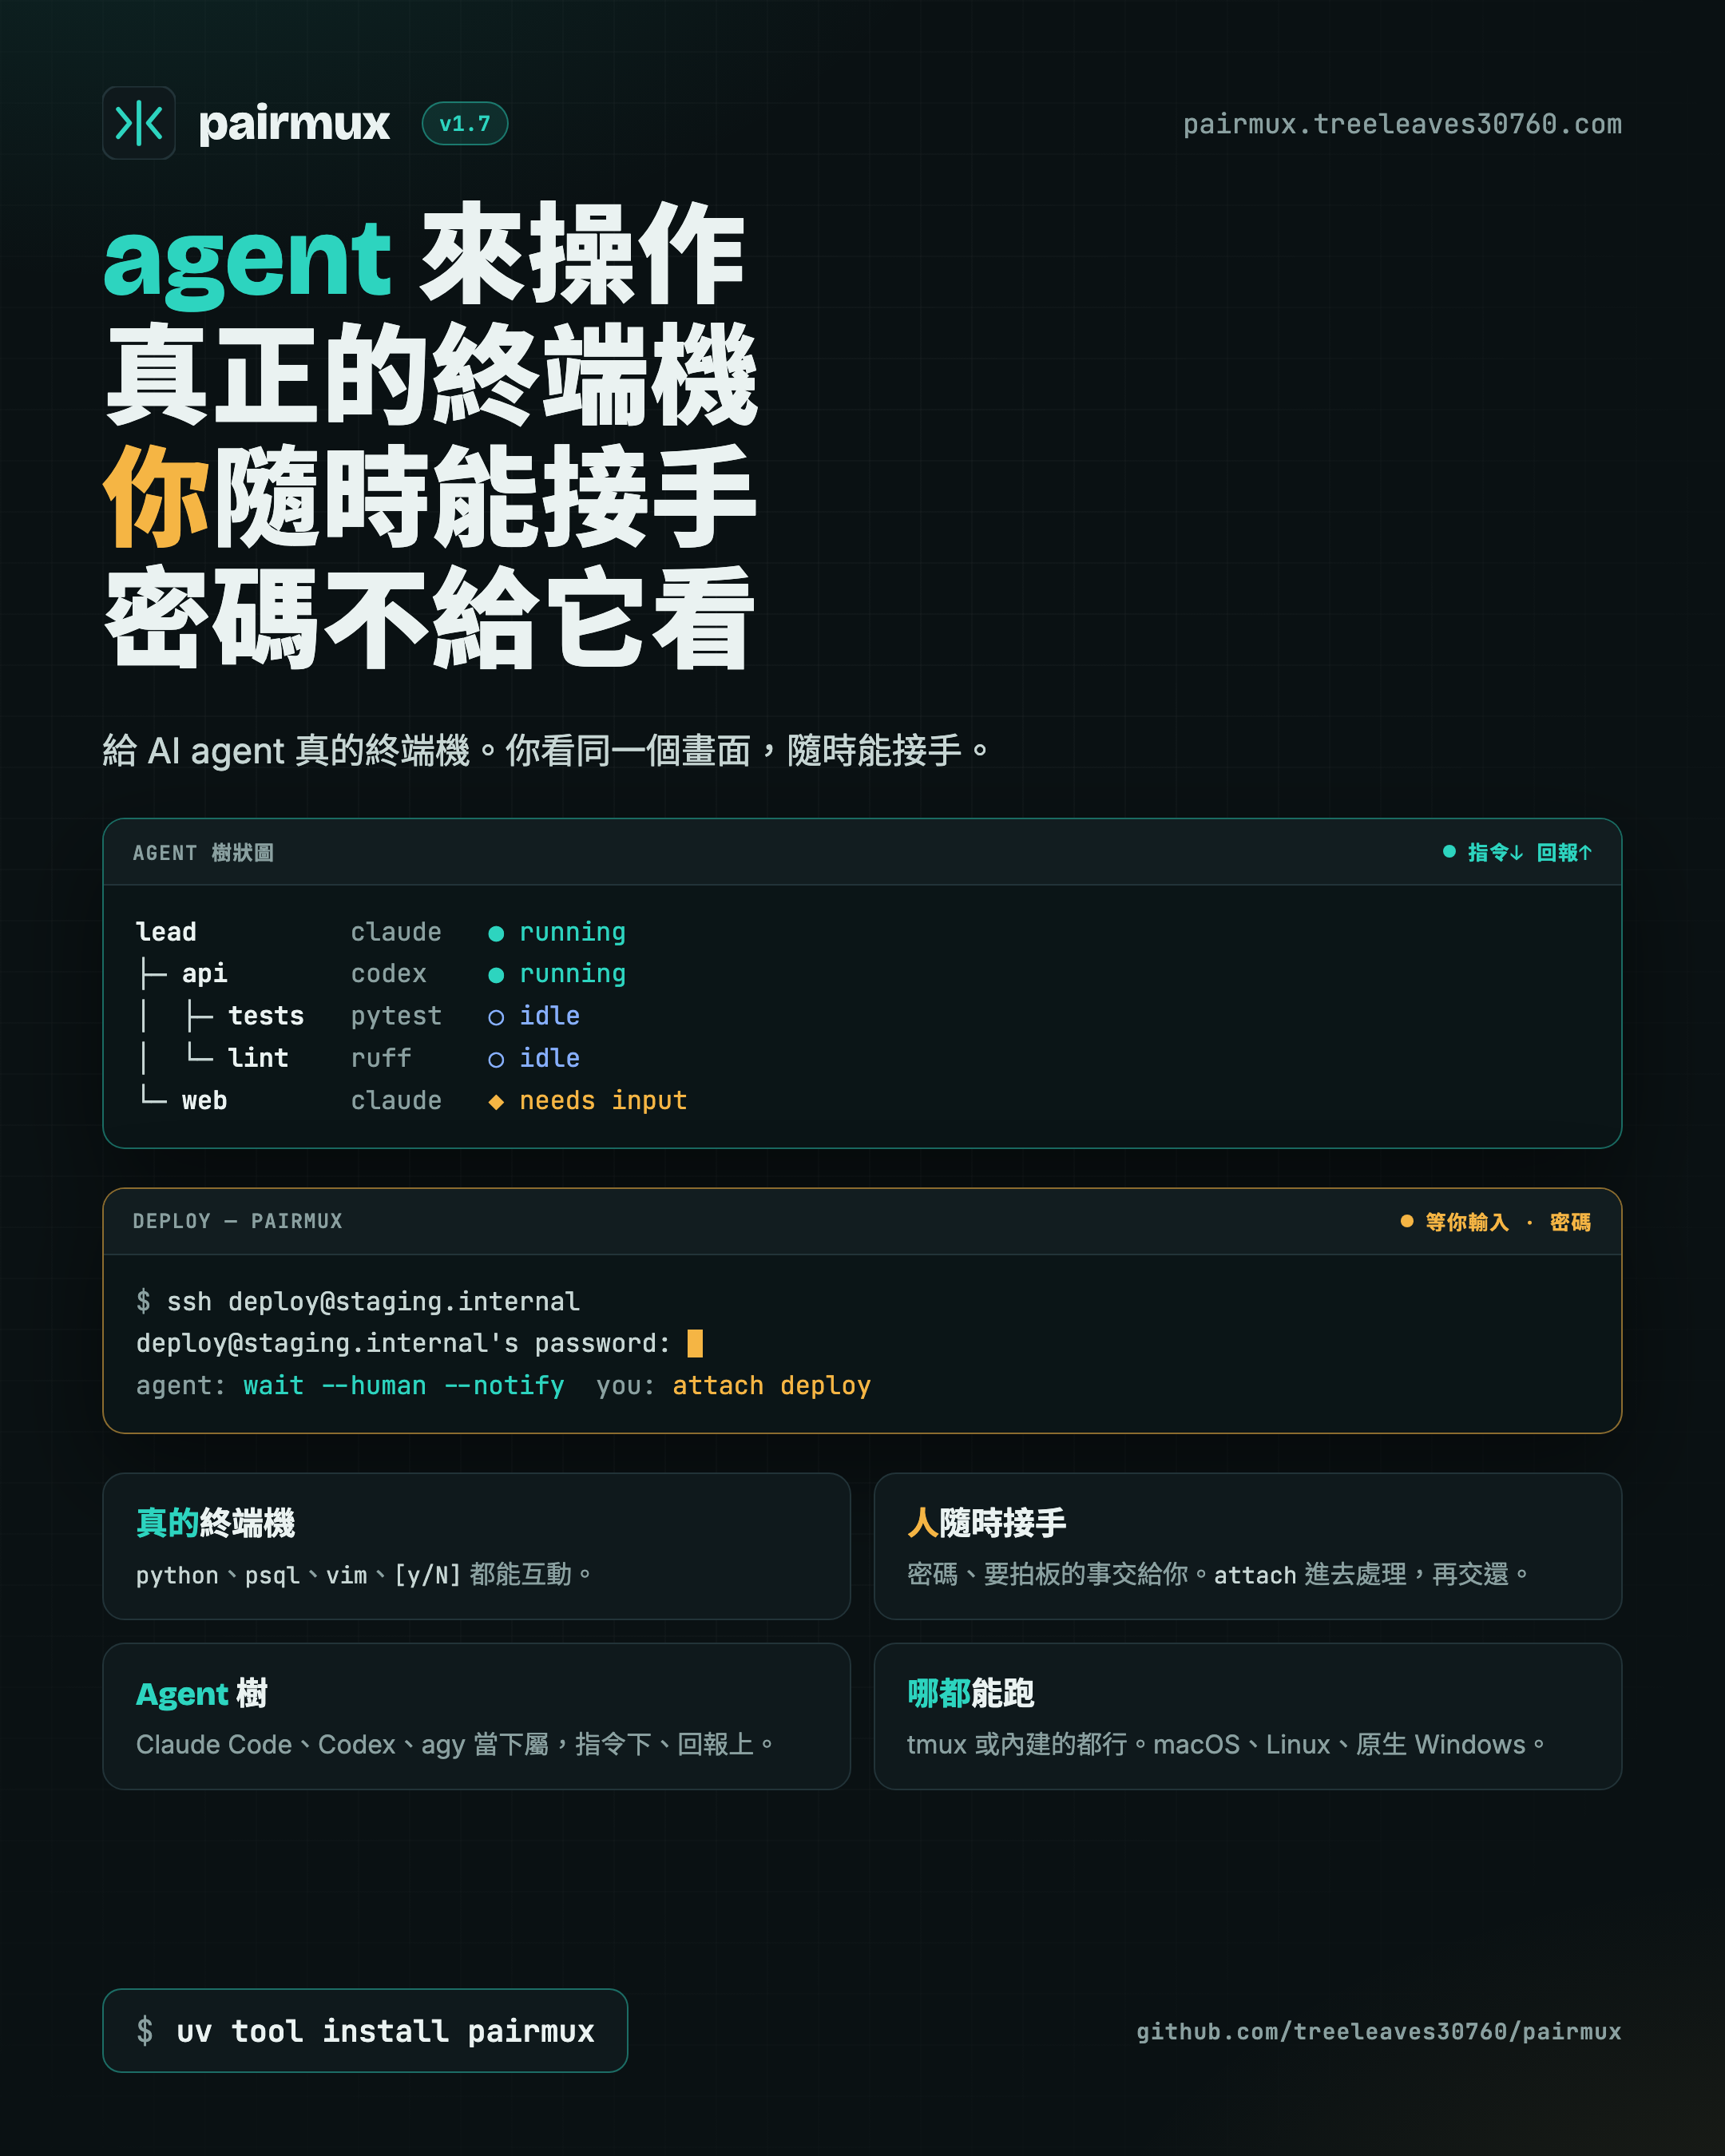 pairmux v1.7 pairmux.treeleaves30760.com
agent 來操作
真正的終端機
你隨時能接手
密碼不給它看
給 AI agent 真的終端機。你看同一個畫面，隨時能接手。
AGENT 樹狀圖 ● 指令↓ 回報↑
lead claude ● running
├─ api codex ● running
│ ├─ tests pytest ○ idle
│ └─ lint ruff ○ idle
└─ web claude ◆ needs input
DEPLOY — PAIRMUX ● 等你輸入 · 密碼
$ ssh deploy@staging.internal
deploy@staging.internal's password:
agent: wait --human --notify you: attach deploy
真的終端機
python、psql、vim、[y/N] 都能互動。
人隨時接手
密碼、要拍板的事交給你。attach 進去處理，再交還。
Agent 樹
Claude Code、Codex、agy 當下屬，指令下、回報上。
哪都能跑
tmux 或內建的都行。macOS、Linux、原生 Windows。
$ uv tool install pairmux
github.com/treeleaves30760/pairmux